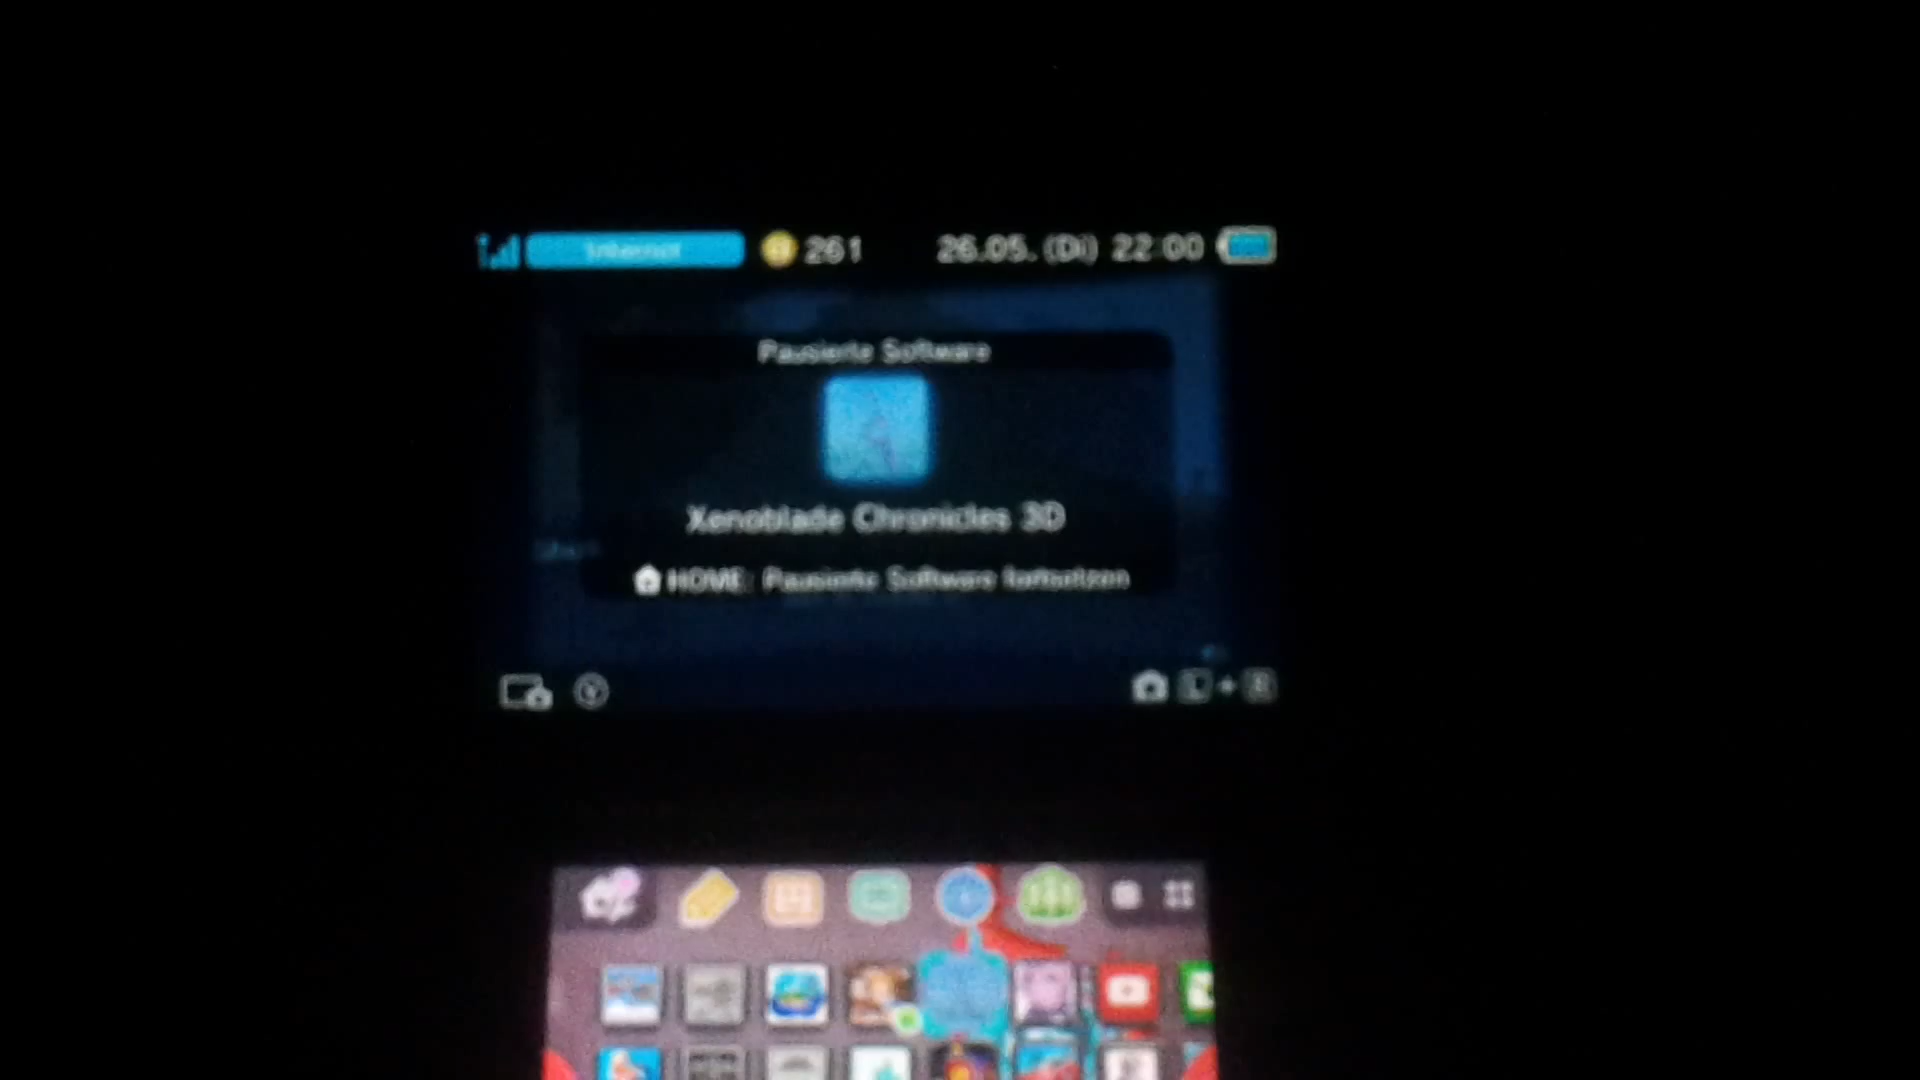 Internet 261 26.05. (Di) 22:00
Pausierte Software
Xenoblade Chronicles 3D
HOME: Pausierte Software fortsetzen
Y L + R